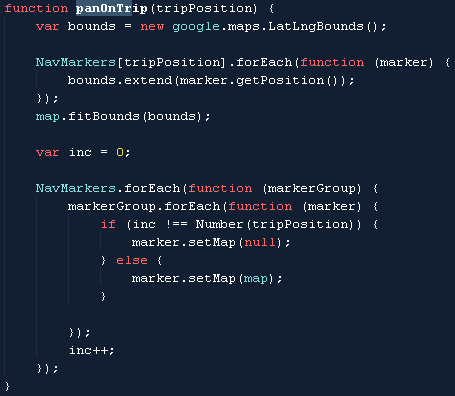 function panOnTrip(tripPosition) {
    var bounds = new google.maps.LatLngBounds();

    NavMarkers[tripPosition].forEach(function (marker) {
        bounds.extend(marker.getPosition());
    });
    map.fitBounds(bounds);

    var inc = 0;

    NavMarkers.forEach(function (markerGroup) {
        markerGroup.forEach(function (marker) {
            if (inc !== Number(tripPosition)) {
                marker.setMap(null);
            } else {
                marker.setMap(map);
            }

        });
        inc++;
    });
}